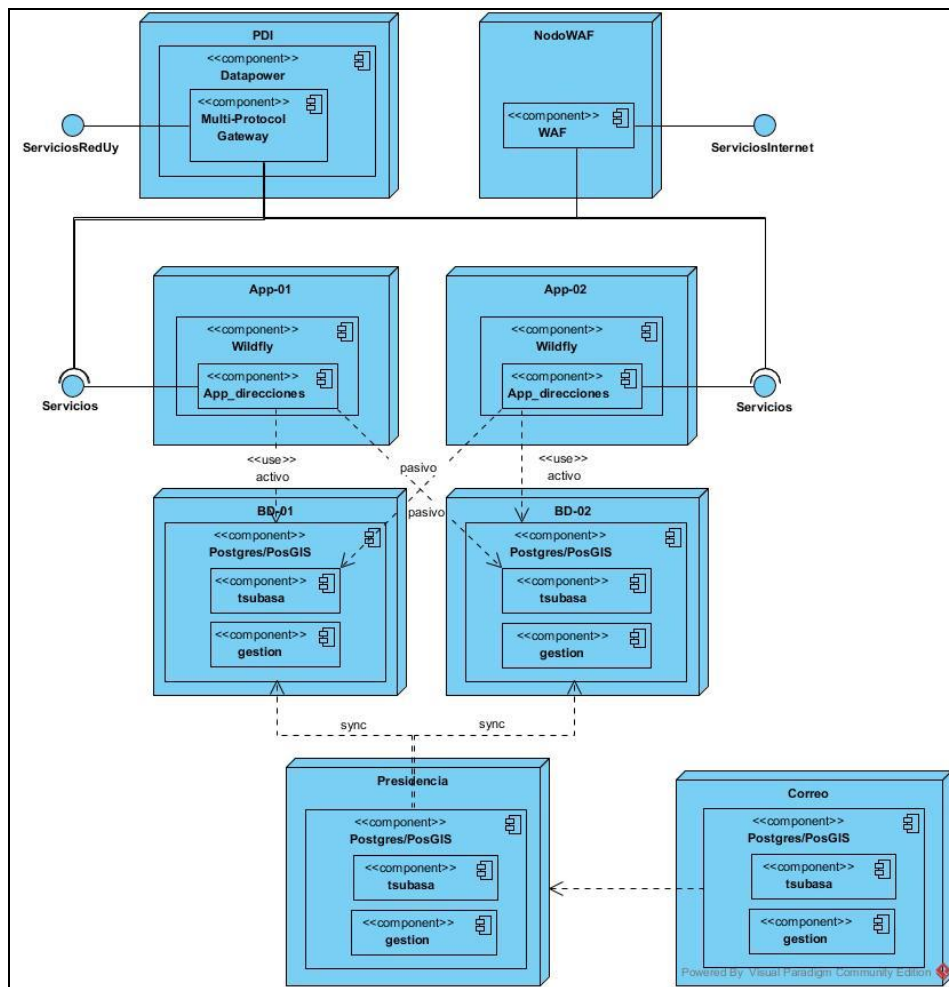 PDI
<<component>>
Datapower
<<component>>
Multi-Protocol
Gateway
ServiciosRedUy
NodoWAF
<<component>>
WAF
ServiciosInternet
App-01
<<component>>
Wildfly
<<component>>
App_direcciones
Servicios
App-02
<<component>>
Wildfly
<<component>>
App_direcciones
Servicios
<<use>>
activo
pasivo
pasivo
<<use>>
activo
BD-01
<<component>>
Postgres/PosGIS
<<component>>
tsubasa
<<component>>
gestion
BD-02
<<component>>
Postgres/PosGIS
<<component>>
tsubasa
<<component>>
gestion
sync
sync
Presidencia
<<component>>
Postgres/PosGIS
<<component>>
tsubasa
<<component>>
gestion
Correo
<<component>>
Postgres/PosGIS
<<component>>
tsubasa
<<component>>
gestion
Powered By Visual Paradigm Community Edition